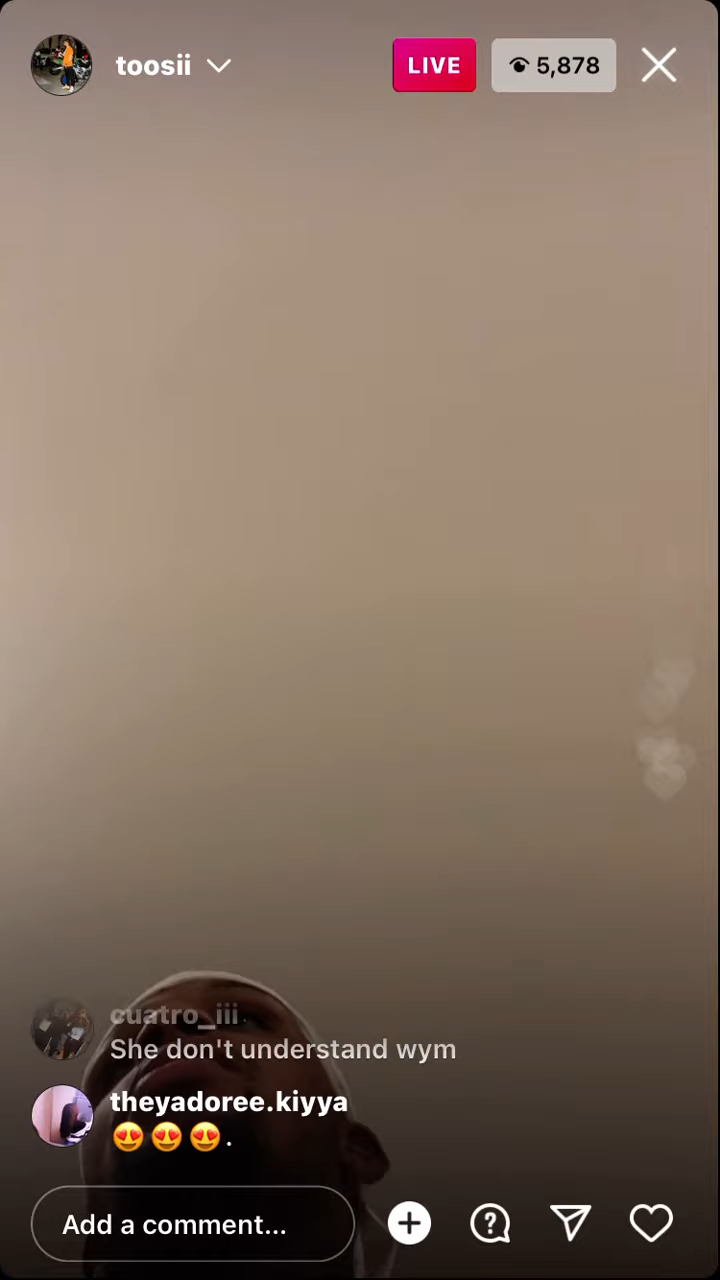 toosii
LIVE
5,878
cuatro_iii
She don't understand wym
theyadoree.kiyya
😍😍😍.
Add a comment...